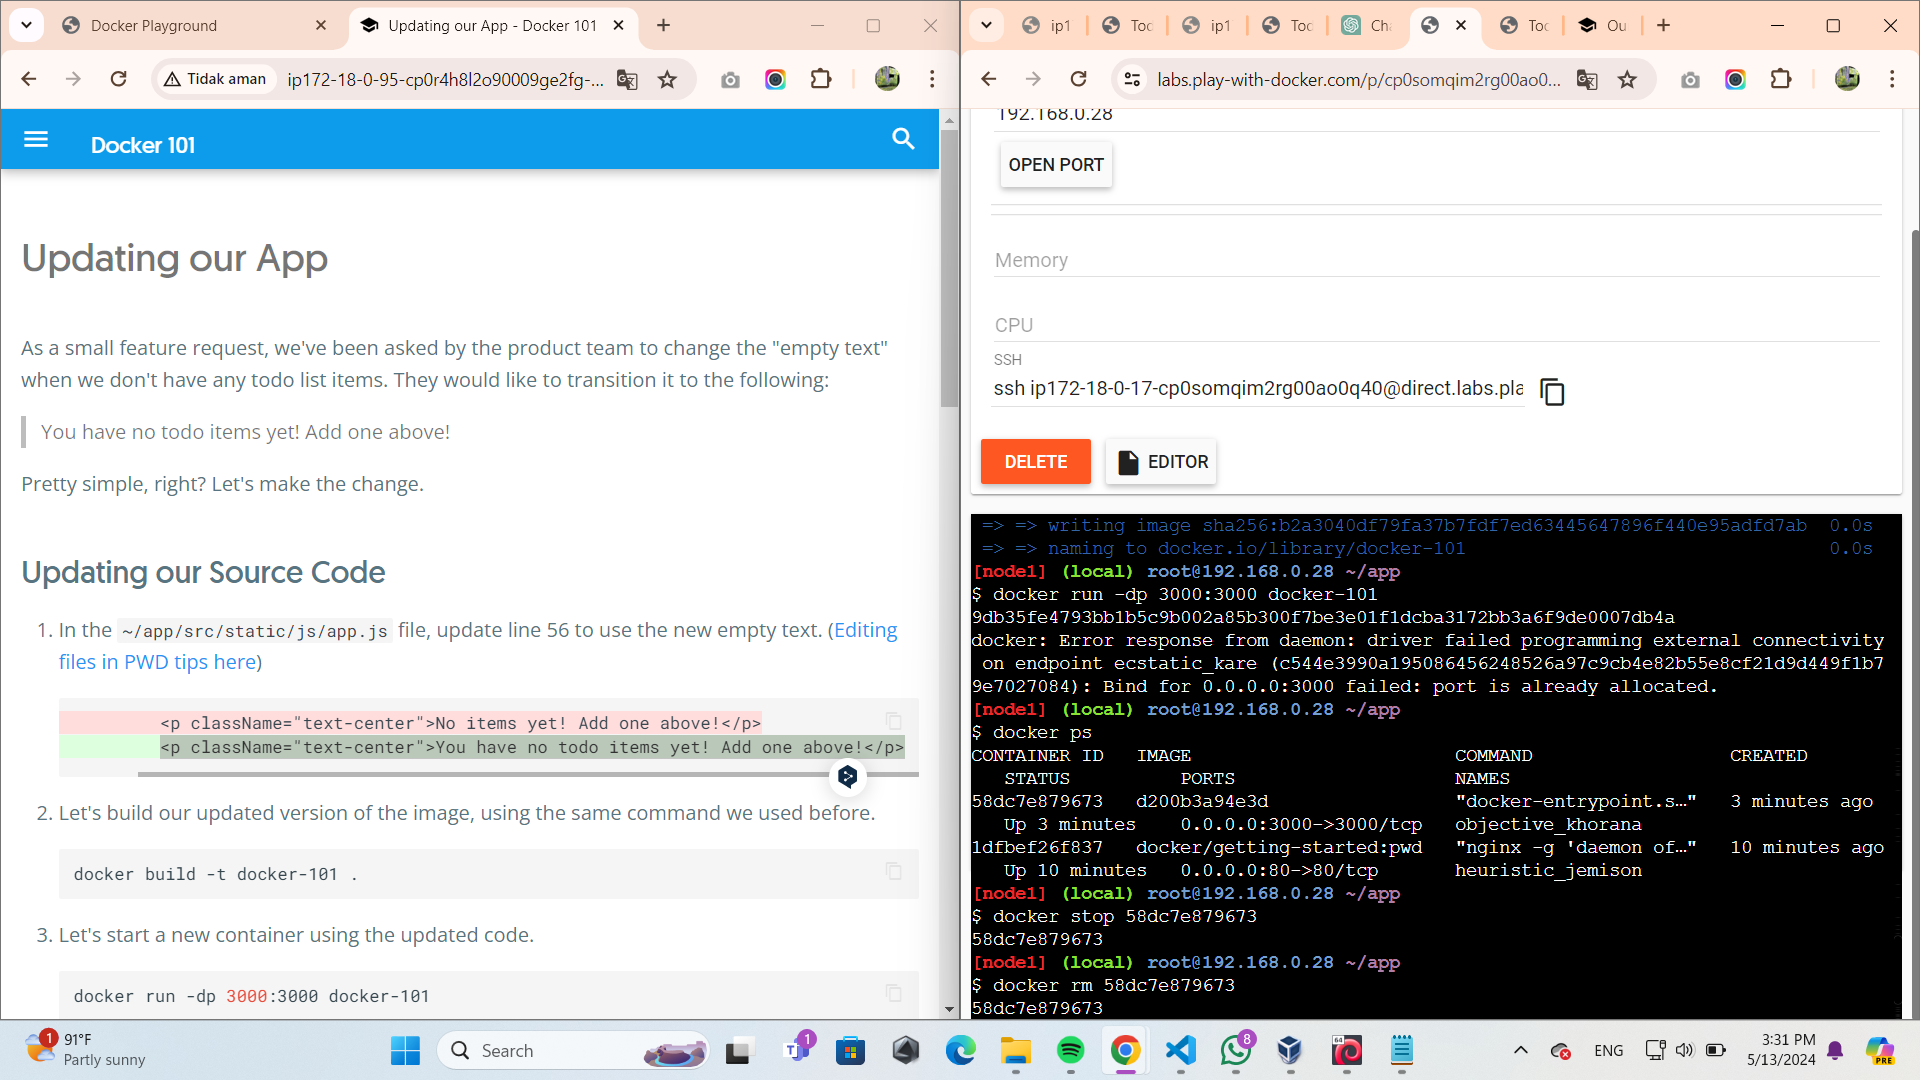 Docker Playground
Updating our App - Docker 101
Tidak aman
ip172-18-0-95-cp0r4h8l2o90009ge2fg-...
Docker 101
Updating our App
As a small feature request, we've been asked by the product team to change the "empty text"
when we don't have any todo list items. They would like to transition it to the following:
You have no todo items yet! Add one above!
Pretty simple, right? Let's make the change.
Updating our Source Code
1. In the ~/app/src/static/js/app.js file, update line 56 to use the new empty text. (Editing
files in PWD tips here)
<p className="text-center">No items yet! Add one above!</p>
<p className="text-center">You have no todo items yet! Add one above!</p>
2. Let's build our updated version of the image, using the same command we used before.
docker build -t docker-101 .
3. Let's start a new container using the updated code.
docker run -dp 3000:3000 docker-101
ip1
Toc
ip1
Toc
Ch
Toc
Ou
labs.play-with-docker.com/p/cp0somqim2rg00ao0...
192.168.0.28
OPEN PORT
Memory
CPU
SSH
ssh ip172-18-0-17-cp0somqim2rg00ao0q40@direct.labs.pla
DELETE
EDITOR
=> => writing image sha256:b2a3040df79fa37b7fdf7ed63445647896f440e95adfd7ab 0.0s
=> => naming to docker.io/library/docker-101 0.0s
[node1] (local) root@192.168.0.28 ~/app
$ docker run -dp 3000:3000 docker-101
9db35fe4793bb1b5c9b002a85b300f7be3e01f1dcba3172bb3a6f9de0007db4a
docker: Error response from daemon: driver failed programming external connectivity
on endpoint ecstatic_kare (c544e3990a195086456248526a97c9cb4e82b55e8cf21d9d449f1b7
9e7027084): Bind for 0.0.0.0:3000 failed: port is already allocated.
[node1] (local) root@192.168.0.28 ~/app
$ docker ps
CONTAINER ID IMAGE COMMAND CREATED
STATUS PORTS NAMES
58dc7e879673 d200b3a94e3d "docker-entrypoint.s…" 3 minutes ago
Up 3 minutes 0.0.0.0:3000->3000/tcp objective_khorana
1dfbef26f837 docker/getting-started:pwd "nginx -g 'daemon of…" 10 minutes ago
Up 10 minutes 0.0.0.0:80->80/tcp heuristic_jemison
[node1] (local) root@192.168.0.28 ~/app
$ docker stop 58dc7e879673
58dc7e879673
[node1] (local) root@192.168.0.28 ~/app
$ docker rm 58dc7e879673
58dc7e879673
1
91°F
Partly sunny
Search
1
8
64
ENG
3:31 PM
5/13/2024
PRE